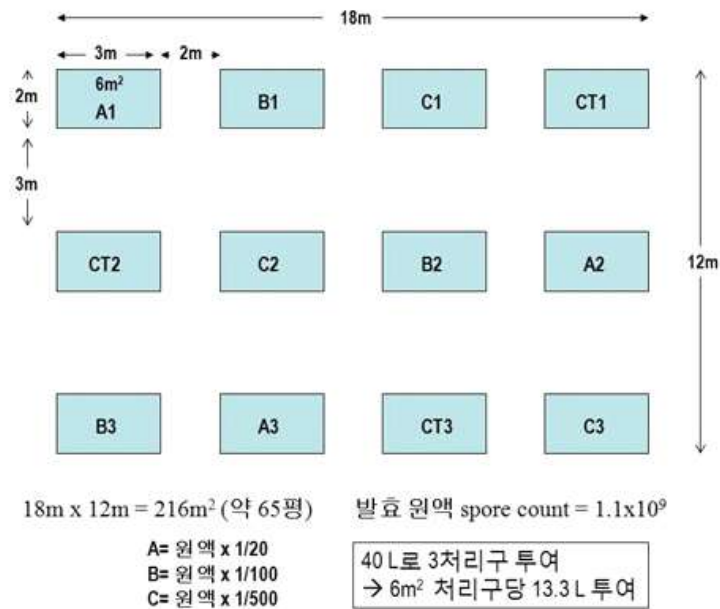 18m
3m
2m
6m²
2m
A1
B1
C1
CT1
3m
CT2
C2
B2
A2
12m
B3
A3
CT3
C3
18m x 12m = 216m² (약 65평)
발효 원액 spore count = 1.1x10⁹
A= 원액 x 1/20
B= 원액 x 1/100
C= 원액 x 1/500
40 L로 3처리구 투여
→ 6m² 처리구당 13.3 L 투여